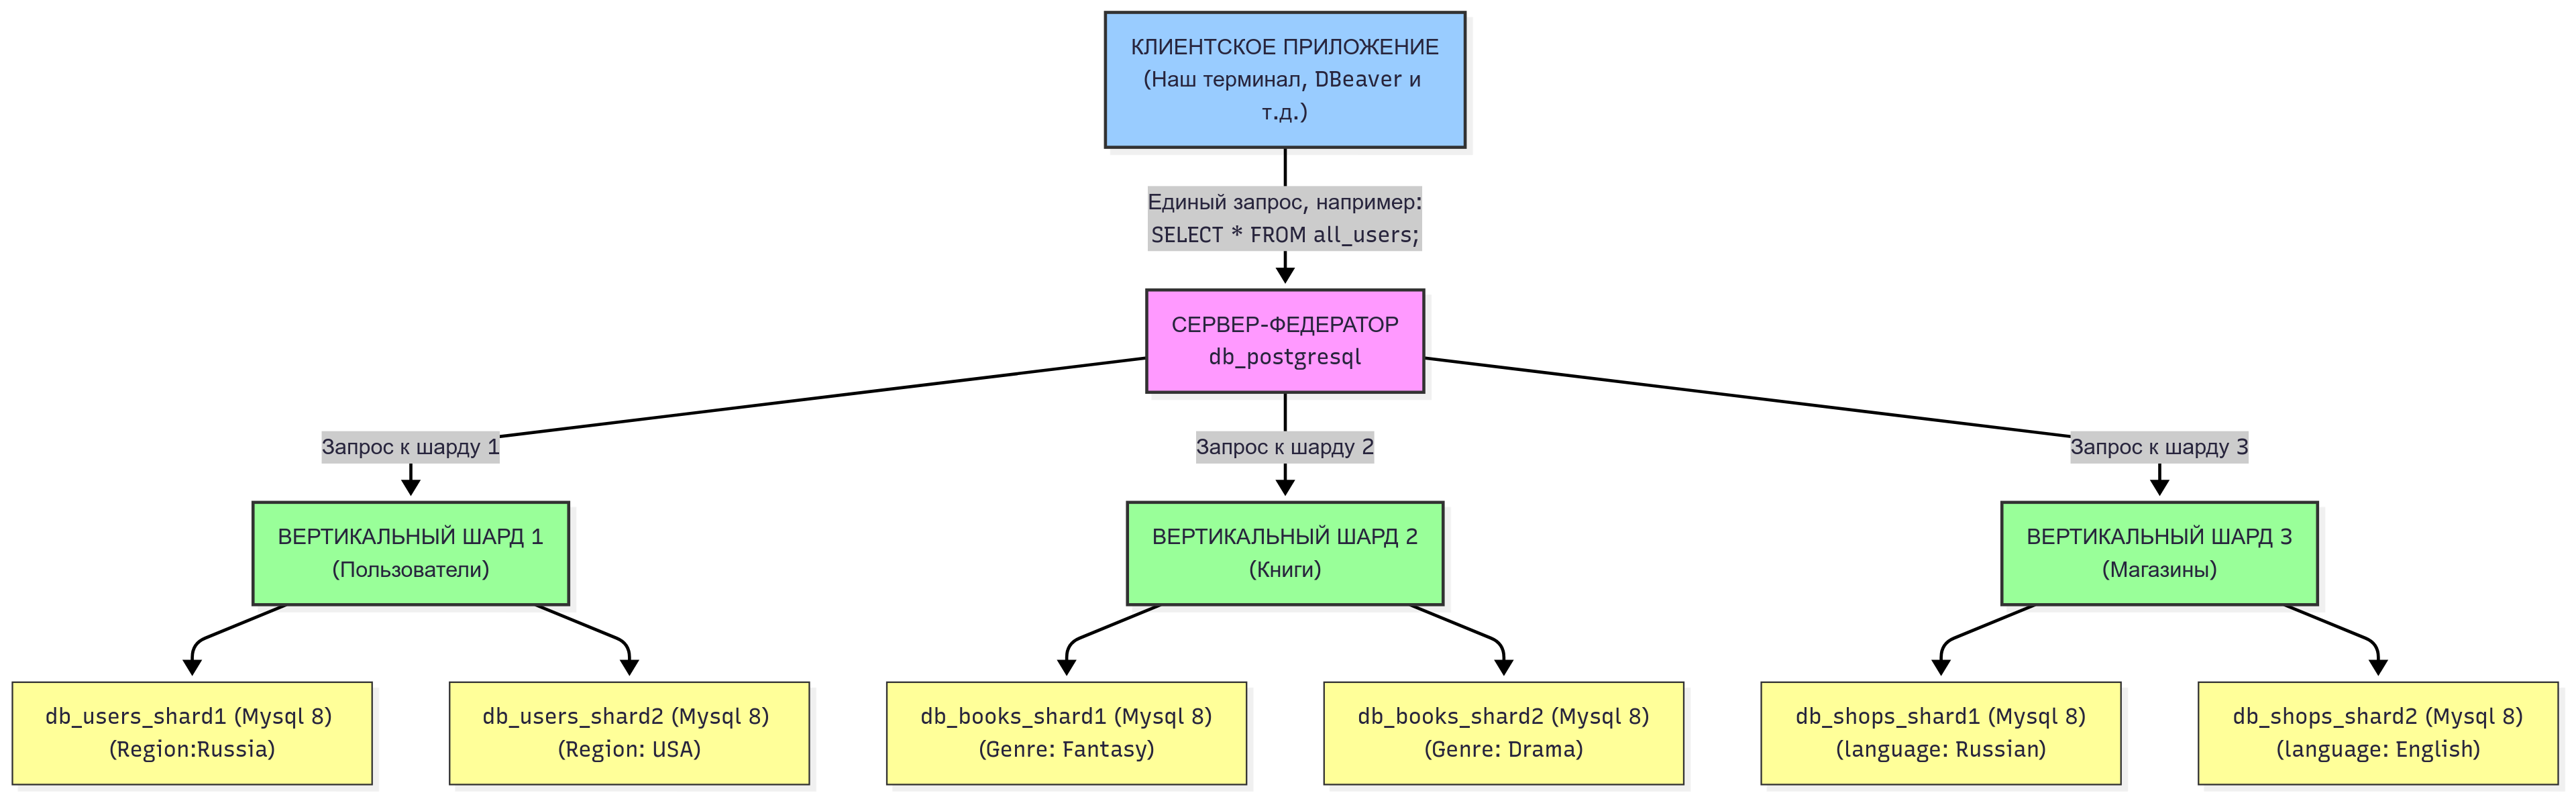 КЛИЕНТСКОЕ ПРИЛОЖЕНИЕ
(Наш терминал, DBeaver и
т.д.)
Единый запрос, например:
SELECT * FROM all_users;
СЕРВЕР-ФЕДЕРАТОР
db_postgresql
Запрос к шарду 1
Запрос к шарду 2
Запрос к шарду 3
ВЕРТИКАЛЬНЫЙ ШАРД 1
(Пользователи)
ВЕРТИКАЛЬНЫЙ ШАРД 2
(Книги)
ВЕРТИКАЛЬНЫЙ ШАРД 3
(Магазины)
db_users_shard1 (Mysql 8)
(Region:Russia)
db_users_shard2 (Mysql 8)
(Region: USA)
db_books_shard1 (Mysql 8)
(Genre: Fantasy)
db_books_shard2 (Mysql 8)
(Genre: Drama)
db_shops_shard1 (Mysql 8)
(language: Russian)
db_shops_shard2 (Mysql 8)
(language: English)